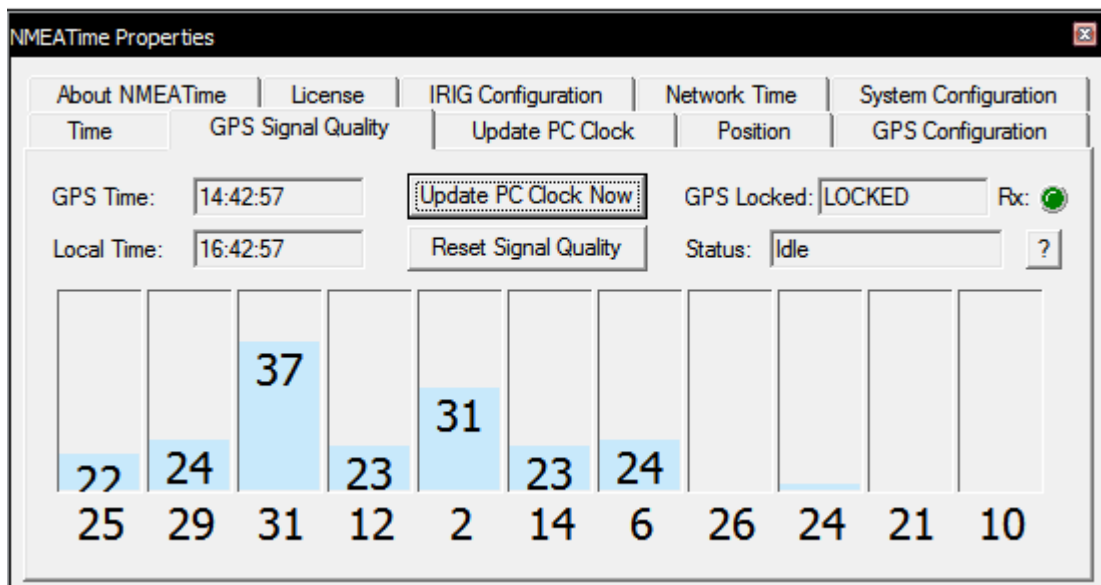 NMEATime Properties
About NMEATime License IRIG Configuration Network Time System Configuration
Time GPS Signal Quality Update PC Clock Position GPS Configuration
GPS Time: 14:42:57 Update PC Clock Now GPS Locked: LOCKED Rx:
Local Time: 16:42:57 Reset Signal Quality Status: Idle ?
22 24 37 23 31 23 24
25 29 31 12 2 14 6 26 24 21 10